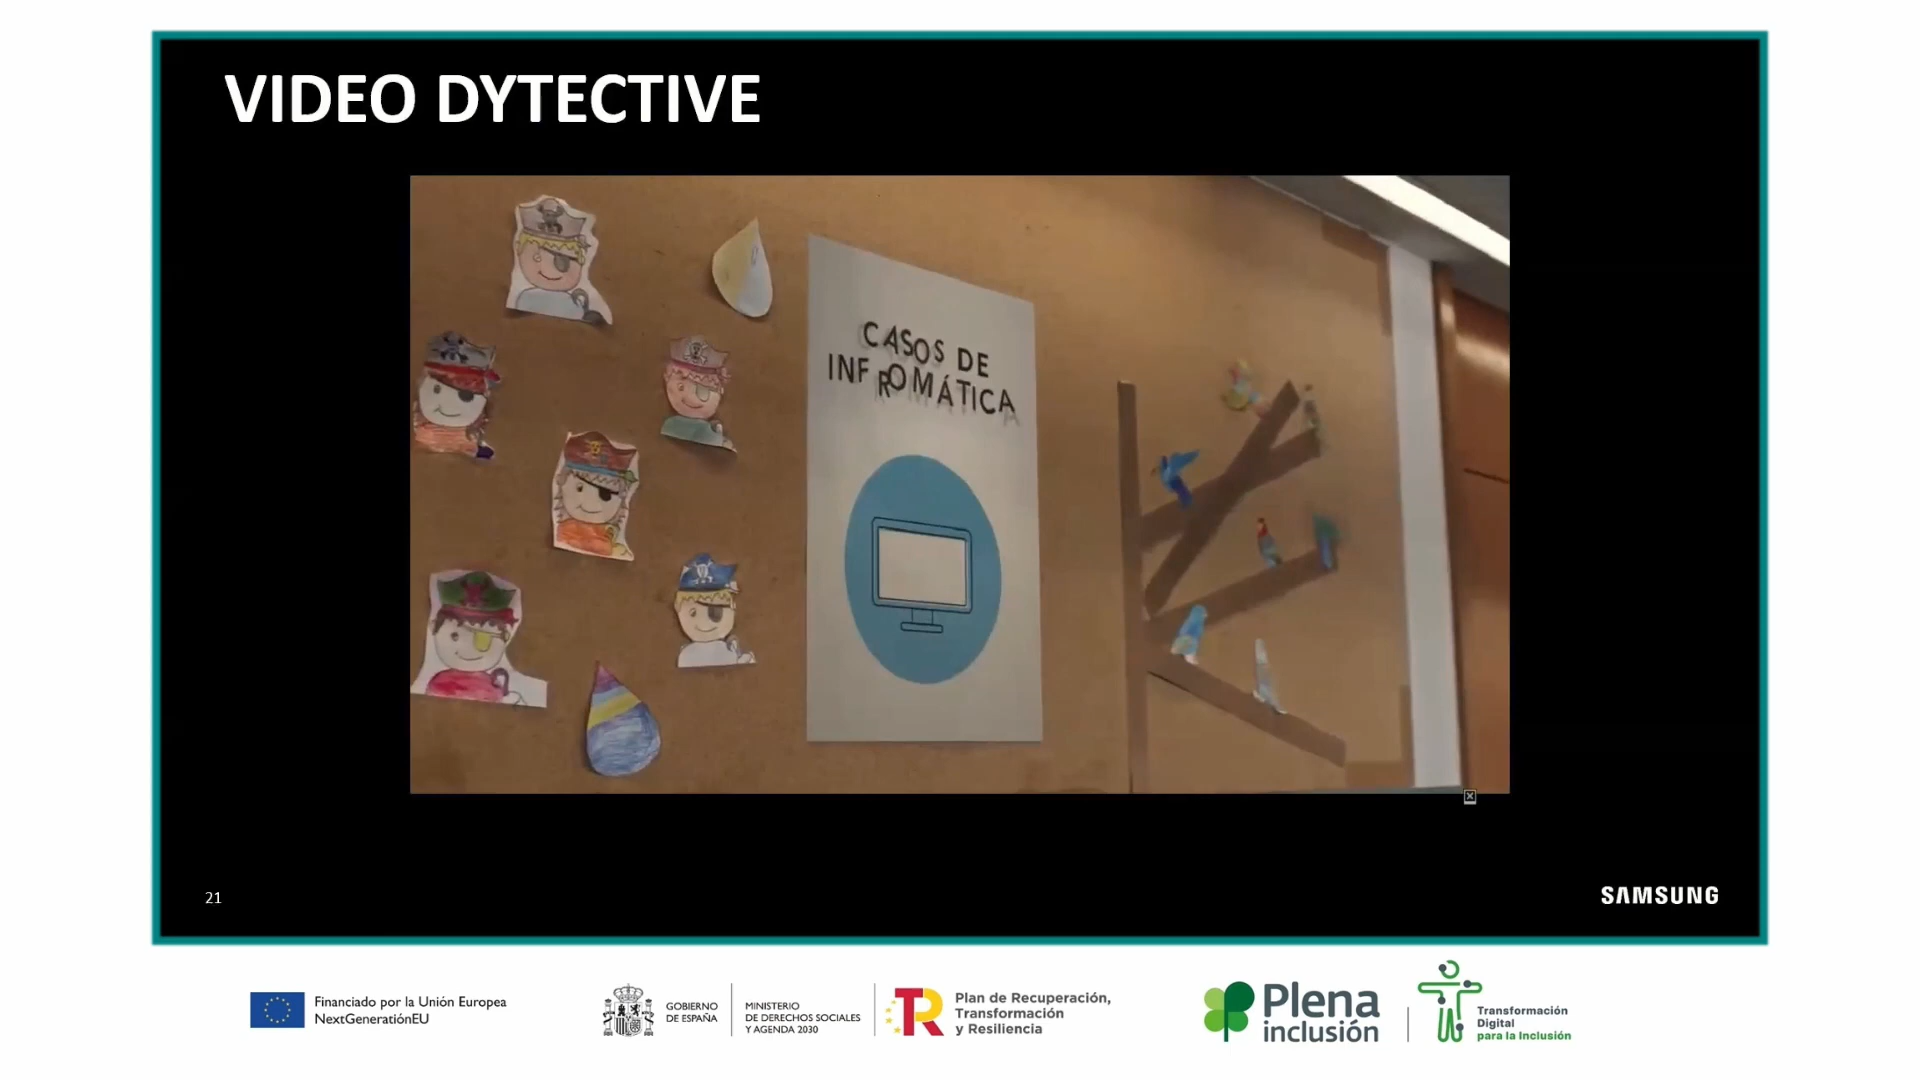 VIDEO DYTECTIVE
CASOS DE
INFROMÁTICA
21
SAMSUNG
Financiado por la Unión Europea
NextGenerationEU
GOBIERNO
DE ESPAÑA
MINISTERIO
DE DERECHOS SOCIALES
Y AGENDA 2030
TR
Plan de Recuperación,
Transformación
y Resiliencia
Plena
inclusión
Transformación
Digital
para la Inclusión